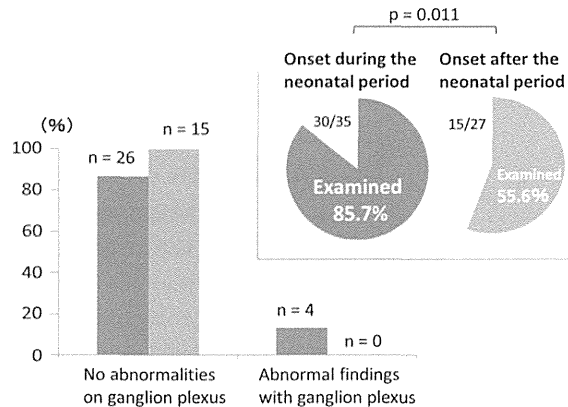 p = 0.011
Onset during the neonatal period
Onset after the neonatal period
30/35
Examined
85.7%
15/27
Examined
55.6%
(%)
100
80
60
40
20
0
n = 26
n = 15
n = 4
n = 0
No abnormalities
on ganglion plexus
Abnormal findings
with ganglion plexus